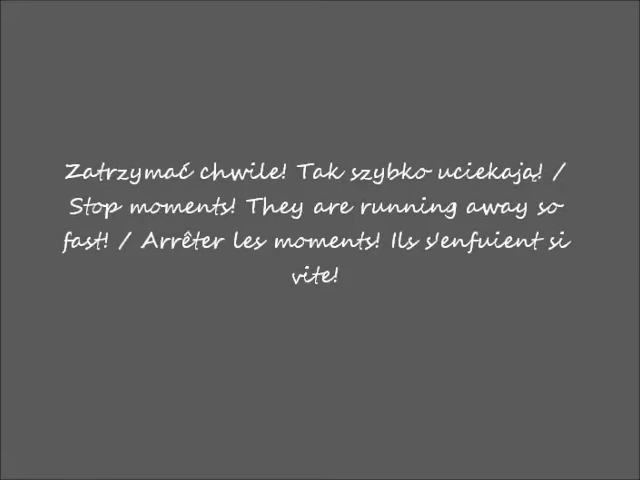 Zatrzymać chwile! Tak szybko uciekają! /
Stop moments! They are running away so
fast! / Arrêter les moments! Ils s'enfuient si
vite!